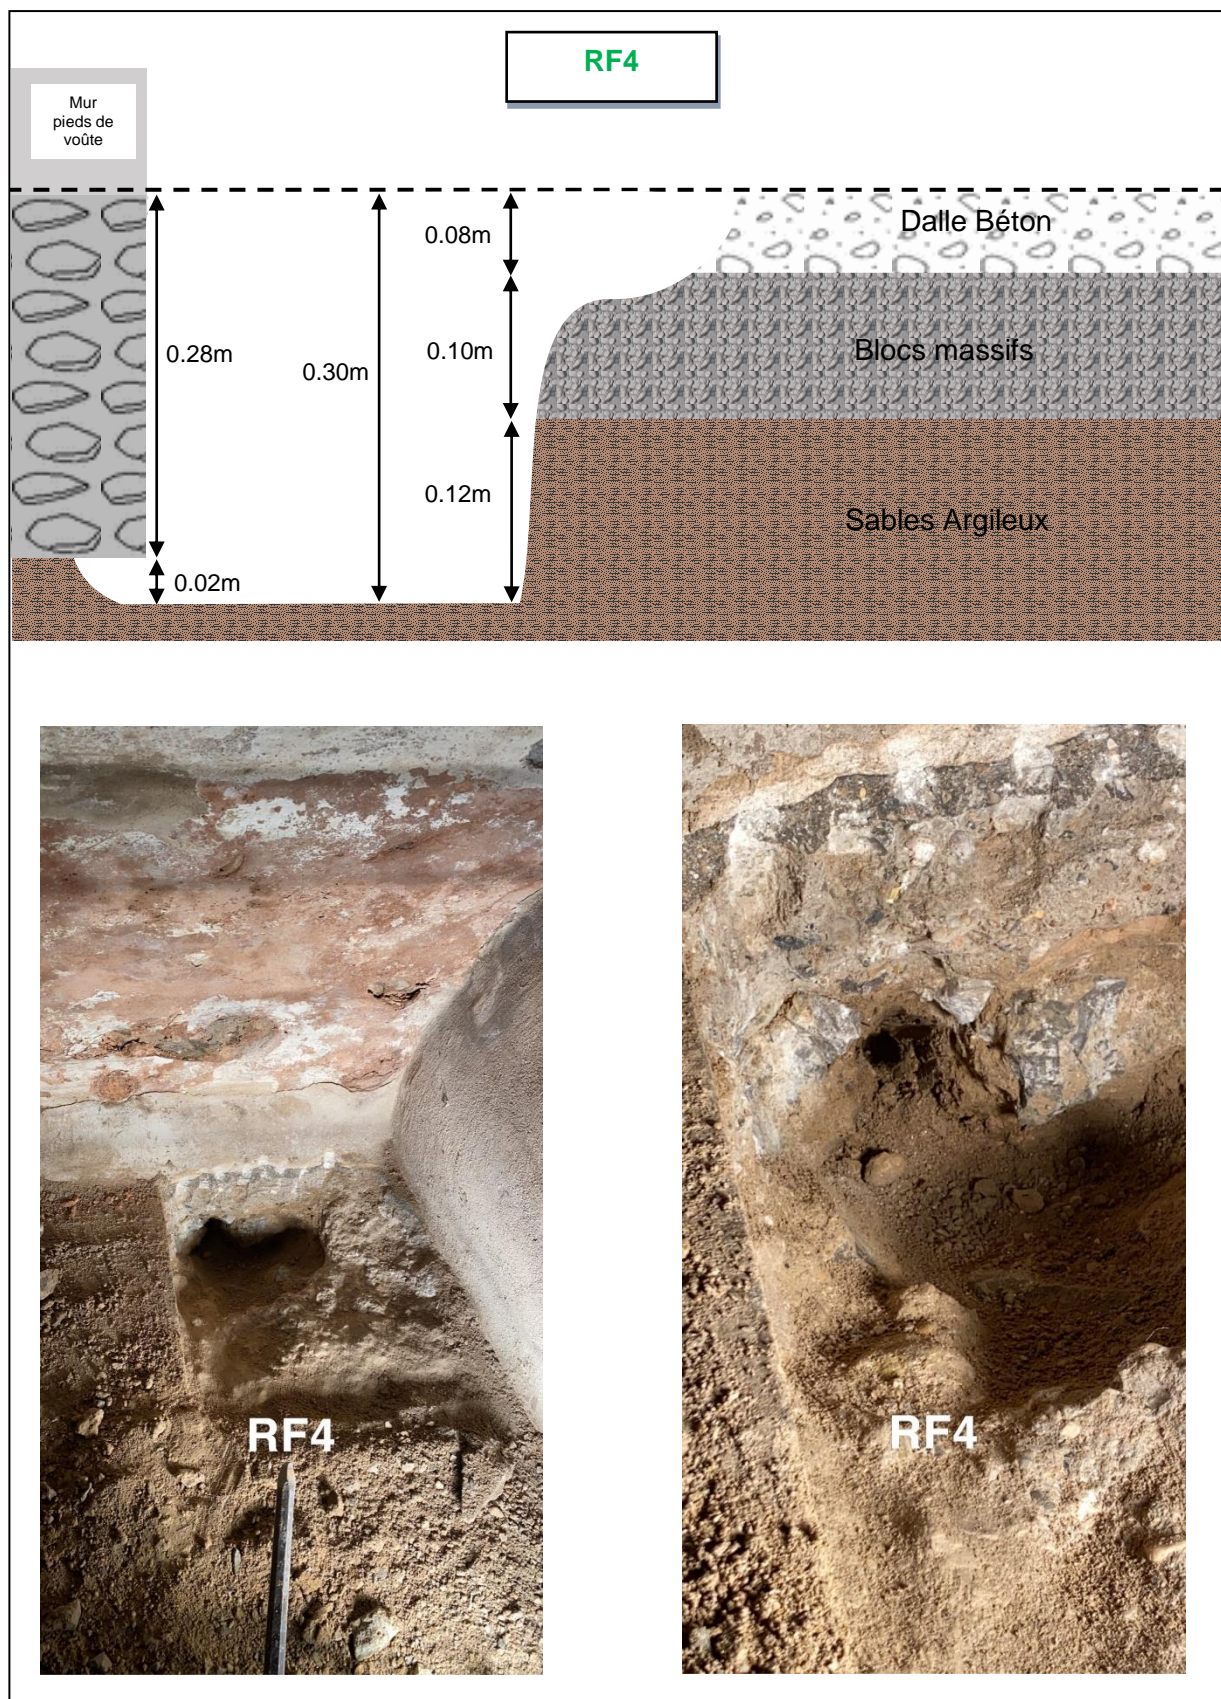 RF4
Mur
pieds de
voûte
Dalle Béton
0.08m
0.28m
0.30m
0.10m
Blocs massifs
0.12m
Sables Argileux
0.02m
RF4
RF4